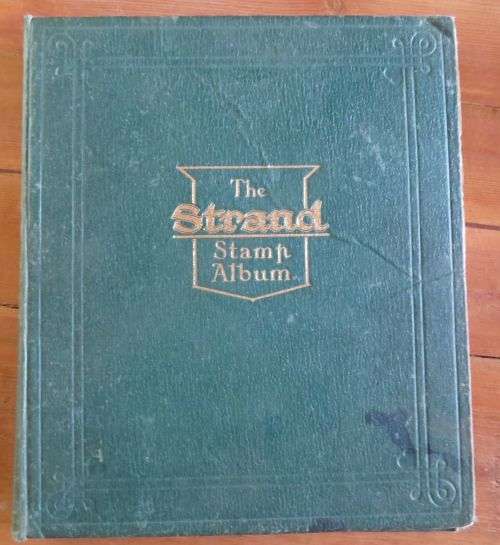 The
Strand
Stamp
Album